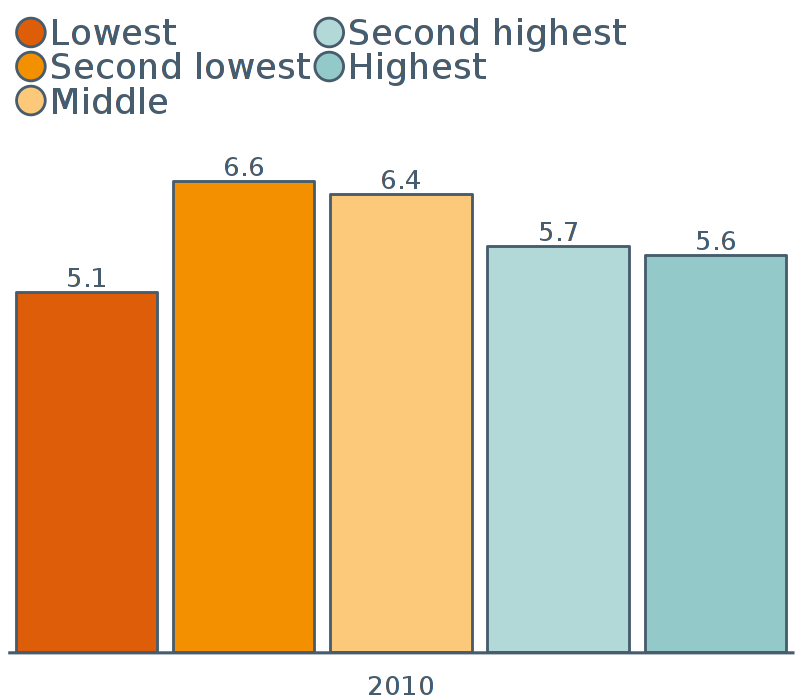 Lowest
Second lowest
Middle
Second highest
Highest
5.1
6.6
6.4
5.7
5.6
2010